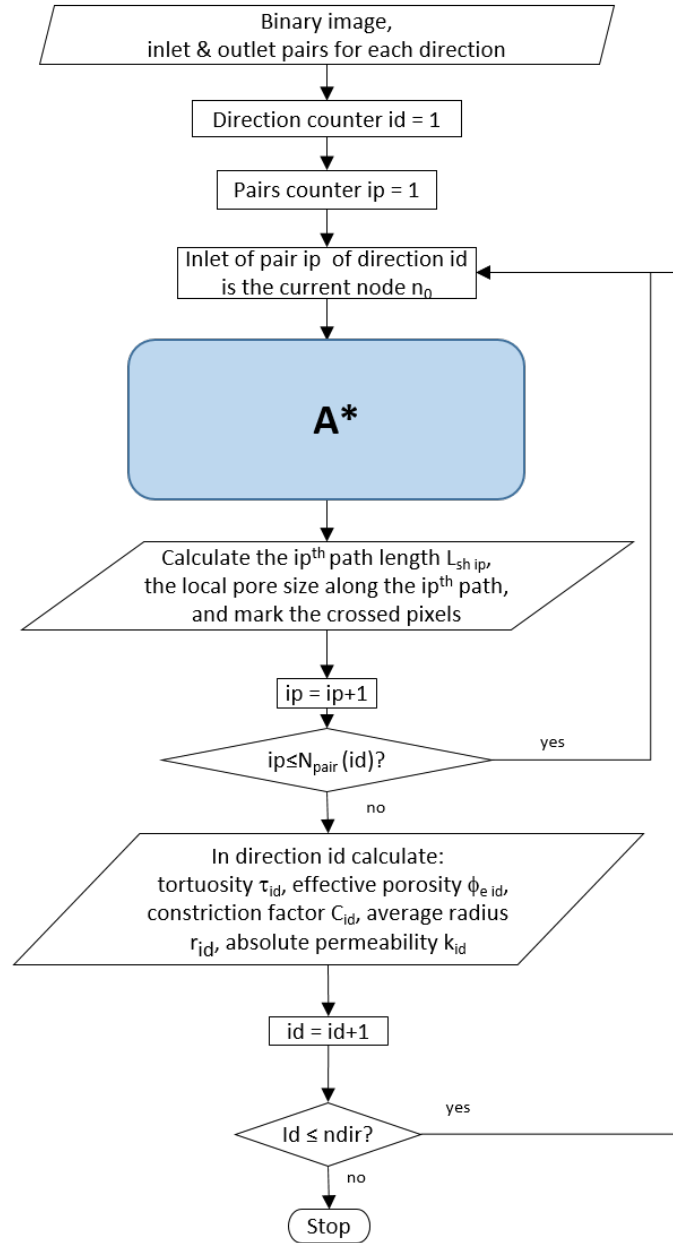 Binary image,
inlet & outlet pairs for each direction
Direction counter id = 1
Pairs counter ip = 1
Inlet of pair ip of direction id
is the current node n₀
A*
Calculate the ipᵗʰ path length Lsh ip,
the local pore size along the ipᵗʰ path,
and mark the crossed pixels
ip = ip+1
ip≤Npair (id)?
yes
no
In direction id calculate:
tortuosity τid, effective porosity ϕe id,
constriction factor Cid, average radius
rid, absolute permeability kid
id = id+1
Id ≤ ndir?
yes
no
Stop